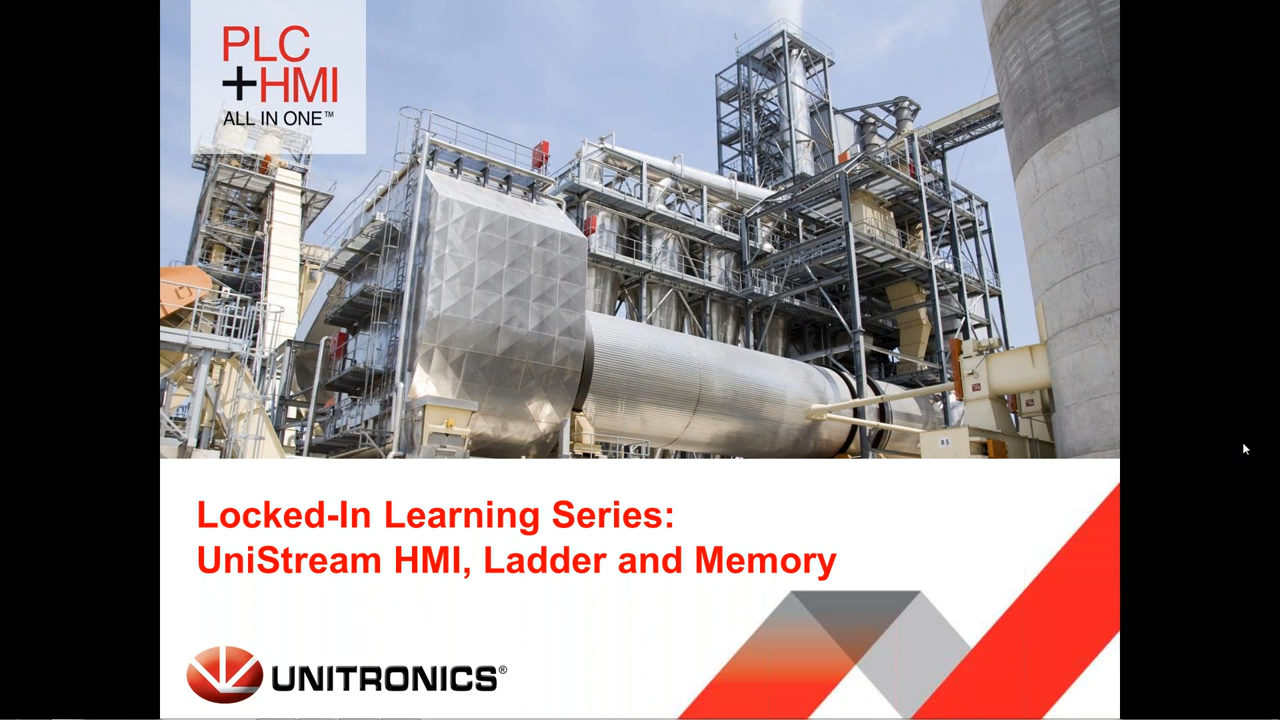 PLC
+HMI
ALL IN ONE™
Locked-In Learning Series:
UniStream HMI, Ladder and Memory
UNITRONICS®